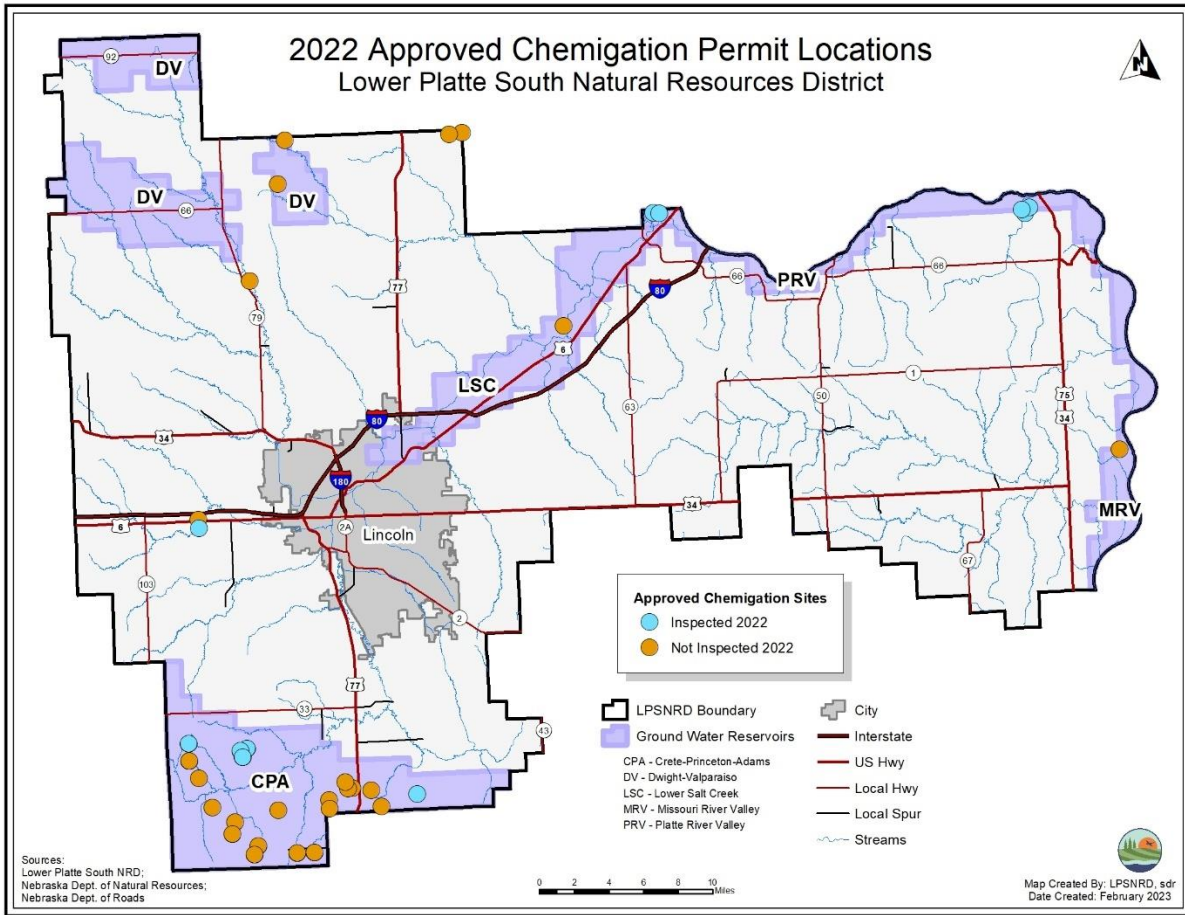 2022 Approved Chemigation Permit Locations
Lower Platte South Natural Resources District
N
92
DV
DV
66
DV
77
79
66
80
PRV
66
6
LSC
63
1
50
75
34
80
34
180
34
6
2A
Lincoln
MRV
103
67
2
77
33
43
CPA
Approved Chemigation Sites
Inspected 2022
Not Inspected 2022
LPSNRD Boundary
Ground Water Reservoirs
CPA - Crete-Princeton-Adams
DV - Dwight-Valparaiso
LSC - Lower Salt Creek
MRV - Missouri River Valley
PRV - Platte River Valley
City
Interstate
US Hwy
Local Hwy
Local Spur
Streams
Sources:
Lower Platte South NRD;
Nebraska Dept. of Natural Resources;
Nebraska Dept. of Roads
0 2 4 6 8 10
Miles
Map Created By: LPSNRD, sdr
Date Created: February 2023